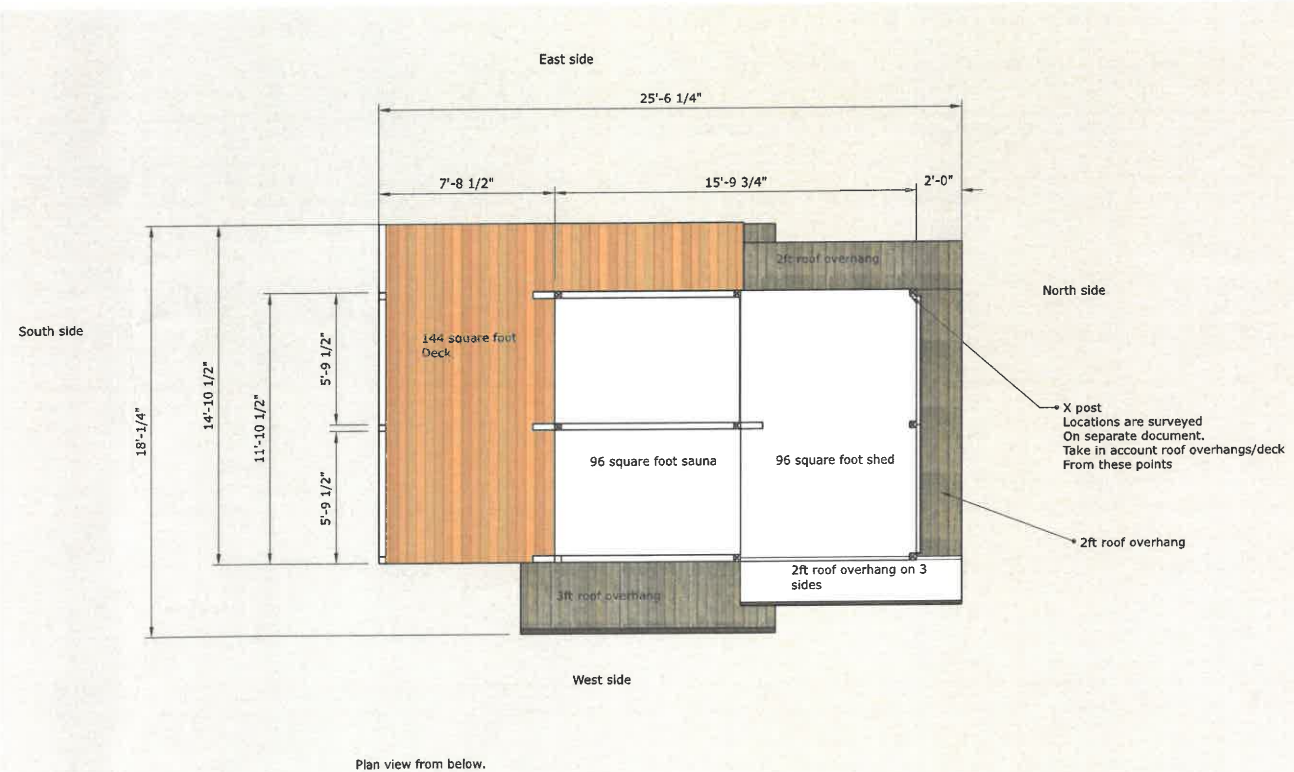 East side
25'-6 1/4"
7'-8 1/2"
15'-9 3/4"
2'-0"
2ft roof overhang
North side
South side
144 square foot
Deck
5'-9 1/2"
14'-10 1/2"
11'-10 1/2"
18'-1/4"
5'-9 1/2"
X post
Locations are surveyed
On separate document.
Take in account roof overhangs/deck
From these points
96 square foot sauna
96 square foot shed
2ft roof overhang
2ft roof overhang on 3
sides
3ft roof overhang
West side
Plan view from below.